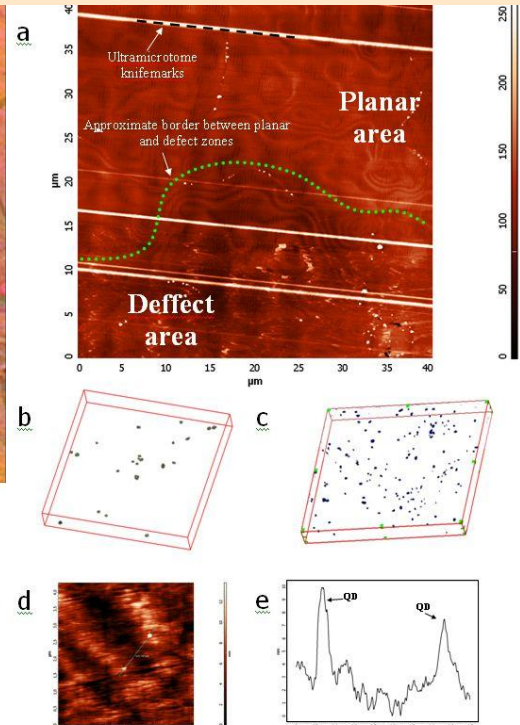 a
40
35
30
25
20
15
10
5
0
µm
Ultramicrotome
knifemarks
Approximate border between planar
and defect zones
Planar
area
Deffect
area
0
5
10
15
20
25
30
35
40
µm
250
200
150
100
50
0
b
c
d
e
QD
QD